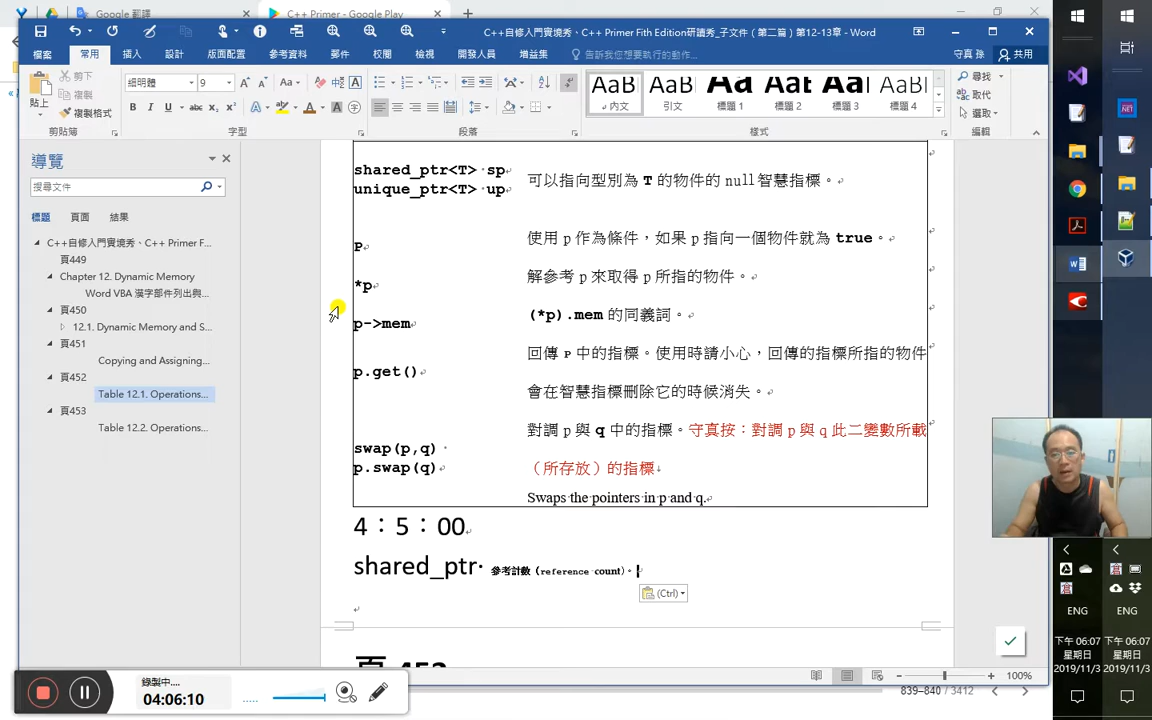 Google 翻譯
C++ Primer - Google Play
C++自修入門實境秀、C++ Primer Fith Edition研讀秀_子文件（第二篇）第12-13章 - Word
檔案 常用 插入 設計 版面配置 參考資料 郵件 校閱 檢視 開發人員 增益集 告訴我您想要執行的動作... 守真 孫 共用
貼上
剪下
複製
複製格式
細明體 9
AaB AaB Aa Aat AaB AaBl
內文 引文 標題 1 標題 2 標題 3 標題 4
尋找
取代
選取
剪貼簿 字型 段落 樣式 編輯
導覽
搜尋文件
標題 頁面 結果
C++自修入門實境秀、C++ Primer F...
頁449
Chapter 12. Dynamic Memory
Word VBA 漢字部件列出與...
頁450
12.1. Dynamic Memory and S...
頁451
Copying and Assigning...
頁452
Table 12.1. Operations...
頁453
Table 12.2. Operations...
shared_ptr<T> sp
unique_ptr<T> up
可以指向型別為 T 的物件的 null 智慧指標。
p
使用 p 作為條件，如果 p 指向一個物件就為 true。
*p
解參考 p 來取得 p 所指的物件。
p->mem
(*p).mem 的同義詞。
p.get()
回傳 P 中的指標。使用時請小心，回傳的指標所指的物件
會在智慧指標刪除它的時候消失。
swap(p,q)
p.swap(q)
對調 p 與 q 中的指標。守真按：對調 p 與 q 此二變數所載
（所存放）的指標
Swaps the pointers in p and q.
4：5：00
shared_ptr 參考計數（reference count）。
(Ctrl)
100%
839–840 / 3412
錄製中...
04:06:10
ENG
下午 06:07
星期日
2019/11/3
ENG
下午 06:07
星期日
2019/11/3